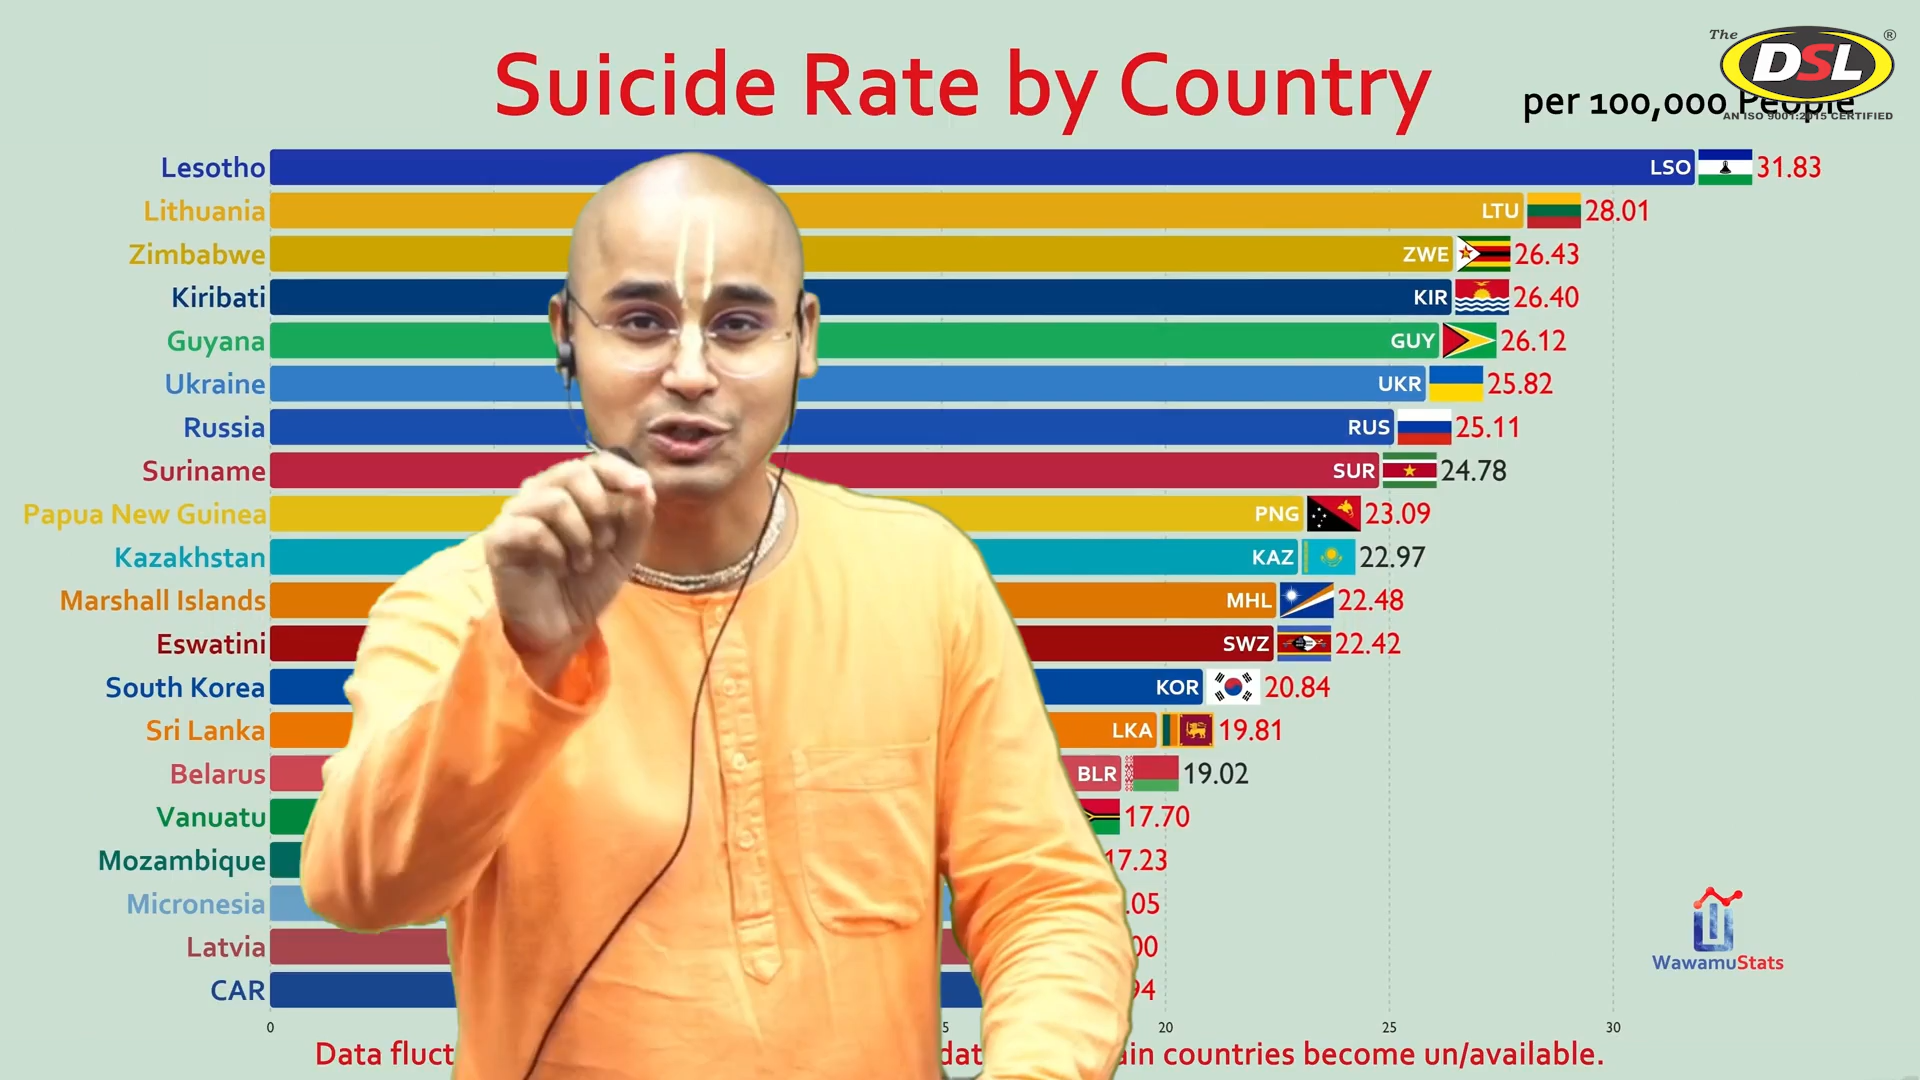 The DSL ®
Suicide Rate by Country
per 100,000 People
AN ISO 9001:2015 CERTIFIED
Lesotho LSO 31.83
Lithuania LTU 28.01
Zimbabwe ZWE 26.43
Kiribati KIR 26.40
Guyana GUY 26.12
Ukraine UKR 25.82
Russia RUS 25.11
Suriname SUR 24.78
Papua New Guinea PNG 23.09
Kazakhstan KAZ 22.97
Marshall Islands MHL 22.48
Eswatini SWZ 22.42
South Korea KOR 20.84
Sri Lanka LKA 19.81
Belarus BLR 19.02
Vanuatu 17.70
Mozambique 17.23
Micronesia .05
Latvia
CAR
WawamuStats
0 20 25 30
Data countries become un/available.